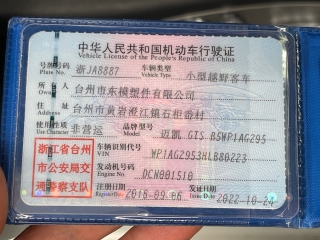 中华人民共和国机动车行驶证
Vehicle License of the People's Republic of China
号牌号码 浙JA8887 车辆类型 小型越野客车
Plate No. Vehicle Type
所有人 台州市东模塑件有限公司
Owner
住址 台州市黄岩澄江镇石柜岙村
Address
使用性质 非营运 品牌型号 迈凯 GTS B5WP1AG295
Use Character Model
浙江省台州市公安局交通警察支队
车辆识别代号 WP1AG2953HLB80223
VIN
发动机号码 DCN001510
Engine No.
注册日期 2016-09-06 发证日期 2022-10-24
Register Date Issue Date